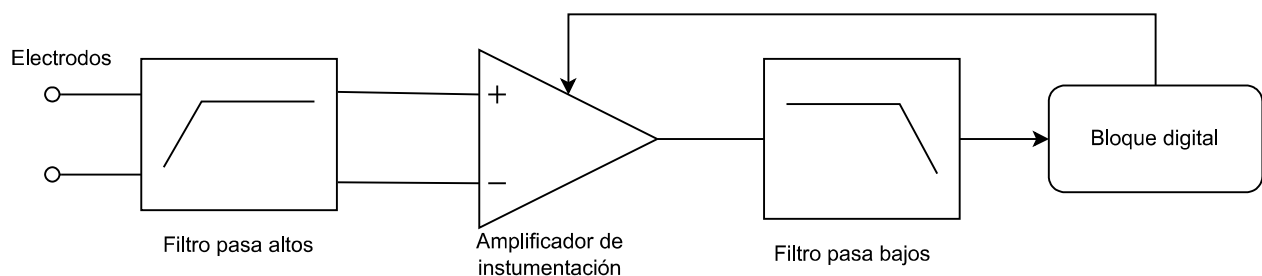 Electrodos
+
−
Bloque digital
Filtro pasa altos
Amplificador de
instumentación
Filtro pasa bajos